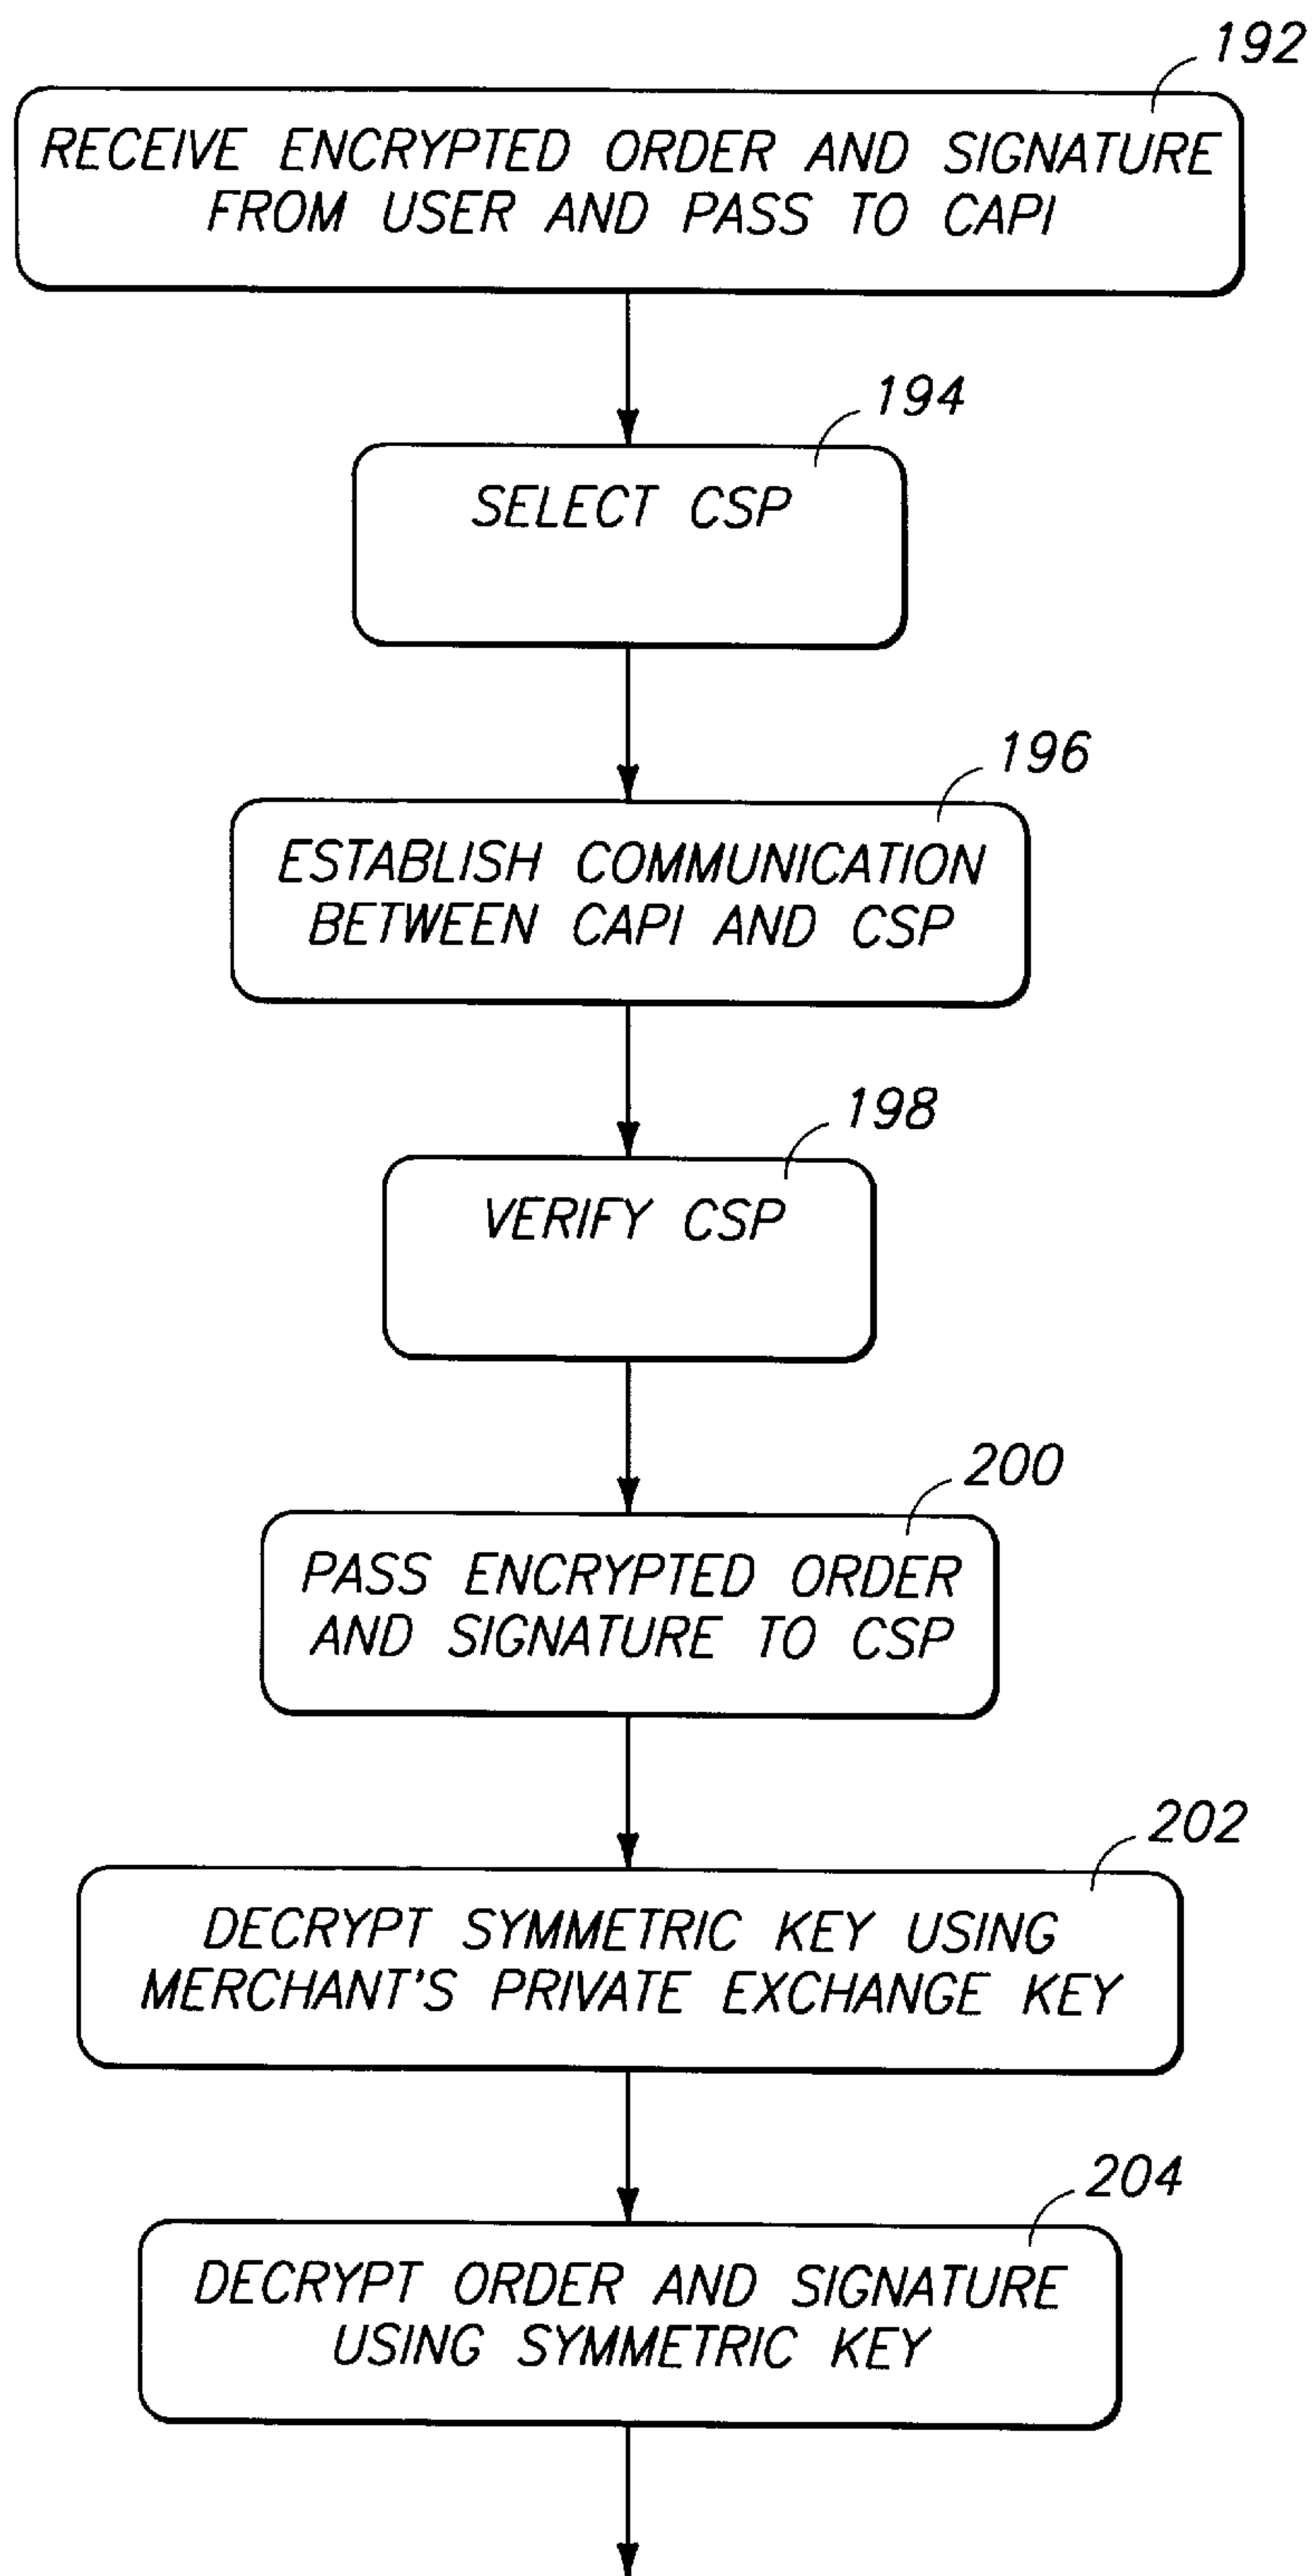 192
RECEIVE ENCRYPTED ORDER AND SIGNATURE
FROM USER AND PASS TO CAPI
194
SELECT CSP
196
ESTABLISH COMMUNICATION
BETWEEN CAPI AND CSP
198
VERIFY CSP
200
PASS ENCRYPTED ORDER
AND SIGNATURE TO CSP
202
DECRYPT SYMMETRIC KEY USING
MERCHANT'S PRIVATE EXCHANGE KEY
204
DECRYPT ORDER AND SIGNATURE
USING SYMMETRIC KEY